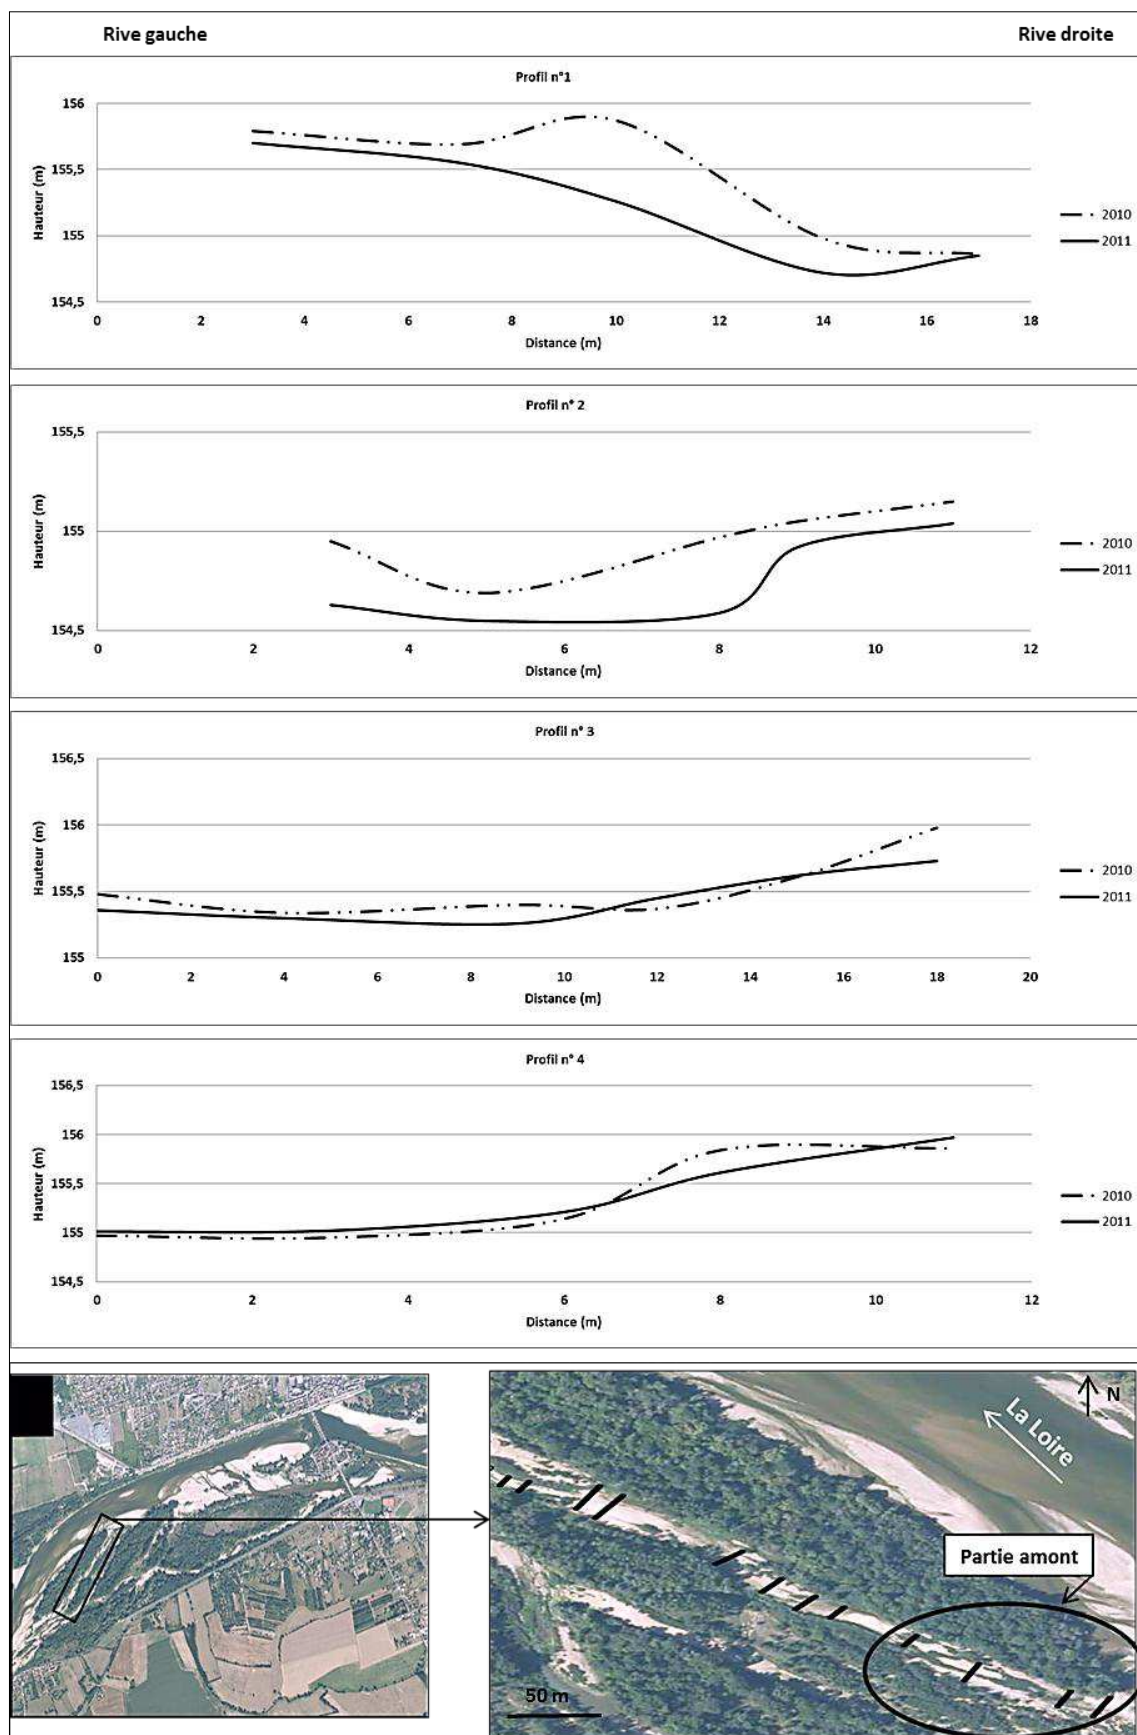 Rive gauche
Rive droite
Profil n°1
156
155,5
155
154,5
Hauteur (m)
0 2 4 6 8 10 12 14 16 18
Distance (m)
2010
2011
Profil n° 2
155,5
155
154,5
Hauteur (m)
0 2 4 6 8 10 12
Distance (m)
2010
2011
Profil n° 3
156,5
156
155,5
155
Hauteur (m)
0 2 4 6 8 10 12 14 16 18 20
Distance (m)
2010
2011
Profil n° 4
156,5
156
155,5
155
154,5
Hauteur (m)
0 2 4 6 8 10 12
Distance (m)
2010
2011
N
La Loire
Partie amont
50 m